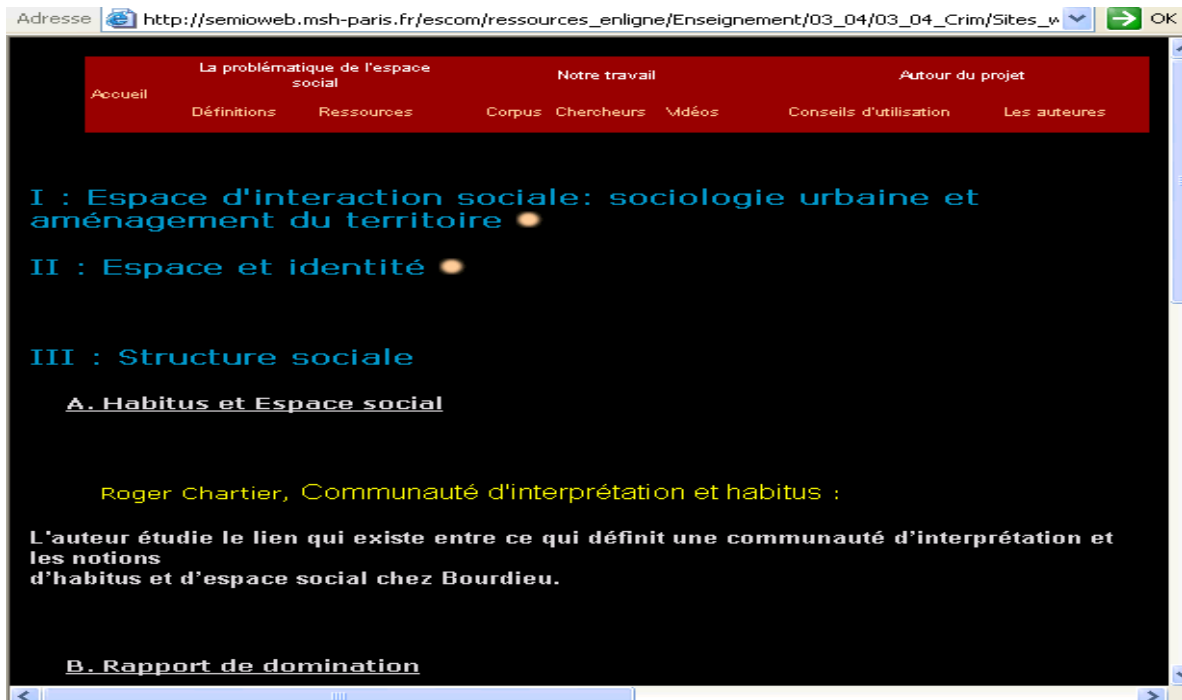 Adresse http://semioweb.msh-paris.fr/escom/ressources_enligne/Enseignement/03_04/03_04_Crim/Sites_ OK
La problématique de l'espace social Notre travail Autour du projet
Accueil
Définitions Ressources Corpus Chercheurs Vidéos Conseils d'utilisation Les auteures
I : Espace d'interaction sociale: sociologie urbaine et
aménagement du territoire
II : Espace et identité
III : Structure sociale
A. Habitus et Espace social
Roger Chartier, Communauté d'interprétation et habitus :
L'auteur étudie le lien qui existe entre ce qui définit une communauté d'interprétation et
les notions
d'habitus et d'espace social chez Bourdieu.
B. Rapport de domination